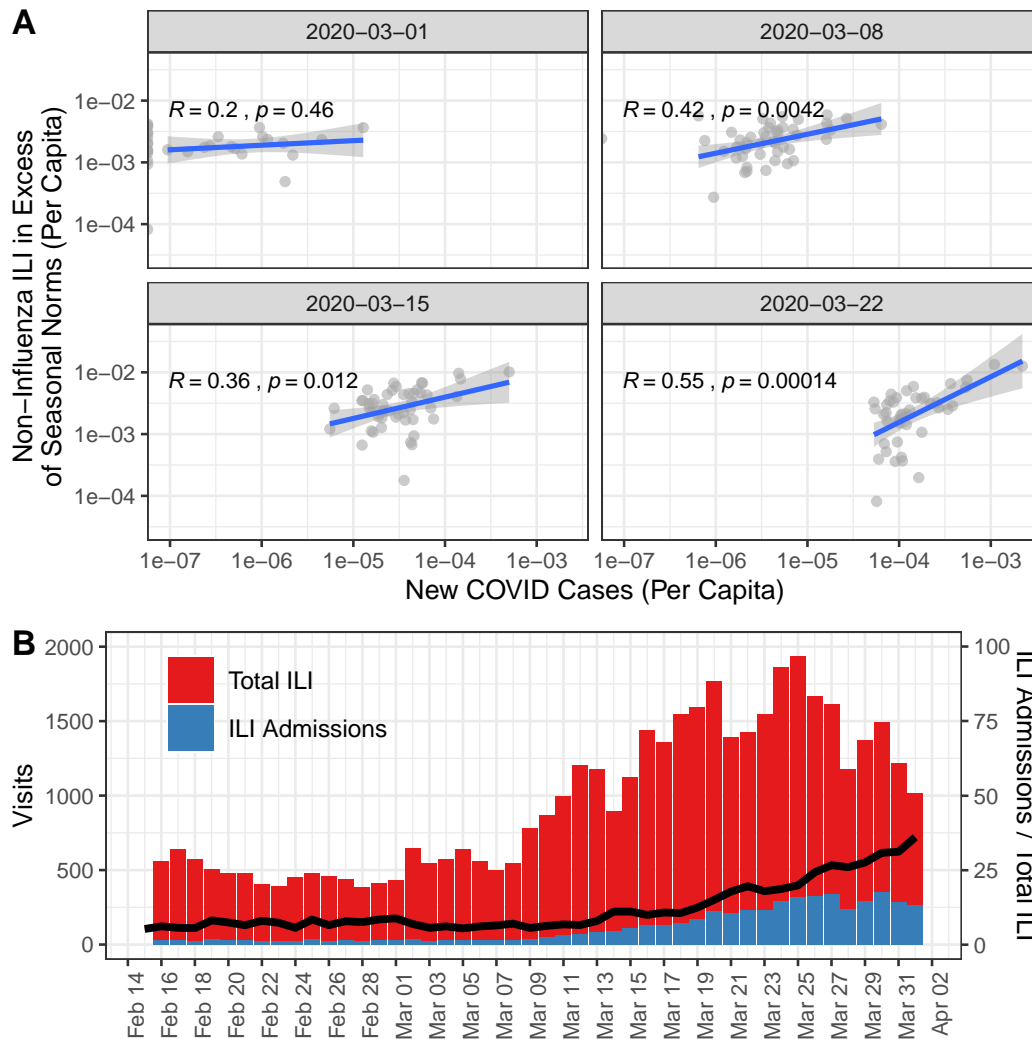 A
2020−03−01
2020−03−08
R = 0.2 , p = 0.46
R = 0.42 , p = 0.0042
1e−02
1e−03
1e−04
2020−03−15
2020−03−22
R = 0.36 , p = 0.012
R = 0.55 , p = 0.00014
1e−02
1e−03
1e−04
Non−Influenza ILI in Excess
of Seasonal Norms (Per Capita)
1e−07 1e−06 1e−05 1e−04 1e−03
1e−07 1e−06 1e−05 1e−04 1e−03
New COVID Cases (Per Capita)
B
2000
1500
1000
500
0
Visits
Total ILI
ILI Admissions
100
75
50
25
0
ILI Admissions / Total ILI
Feb 14
Feb 16
Feb 18
Feb 20
Feb 22
Feb 24
Feb 26
Feb 28
Mar 01
Mar 03
Mar 05
Mar 07
Mar 09
Mar 11
Mar 13
Mar 15
Mar 17
Mar 19
Mar 21
Mar 23
Mar 25
Mar 27
Mar 29
Mar 31
Apr 02